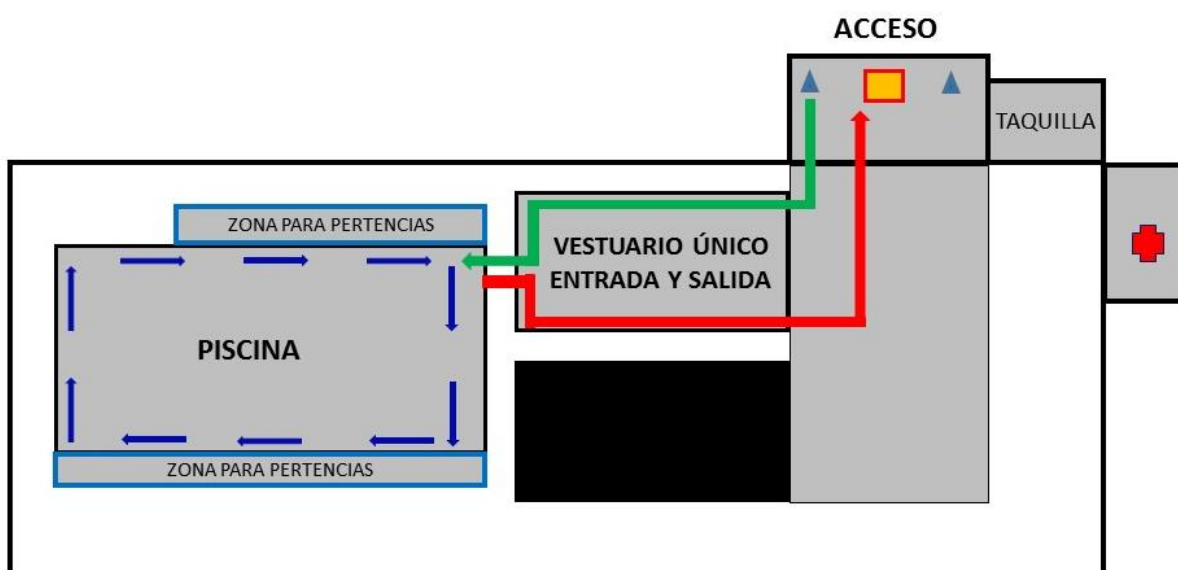 ACCESO
TAQUILLA
ZONA PARA PERTENCIAS
VESTUARIO ÚNICO
ENTRADA Y SALIDA
PISCINA
ZONA PARA PERTENCIAS